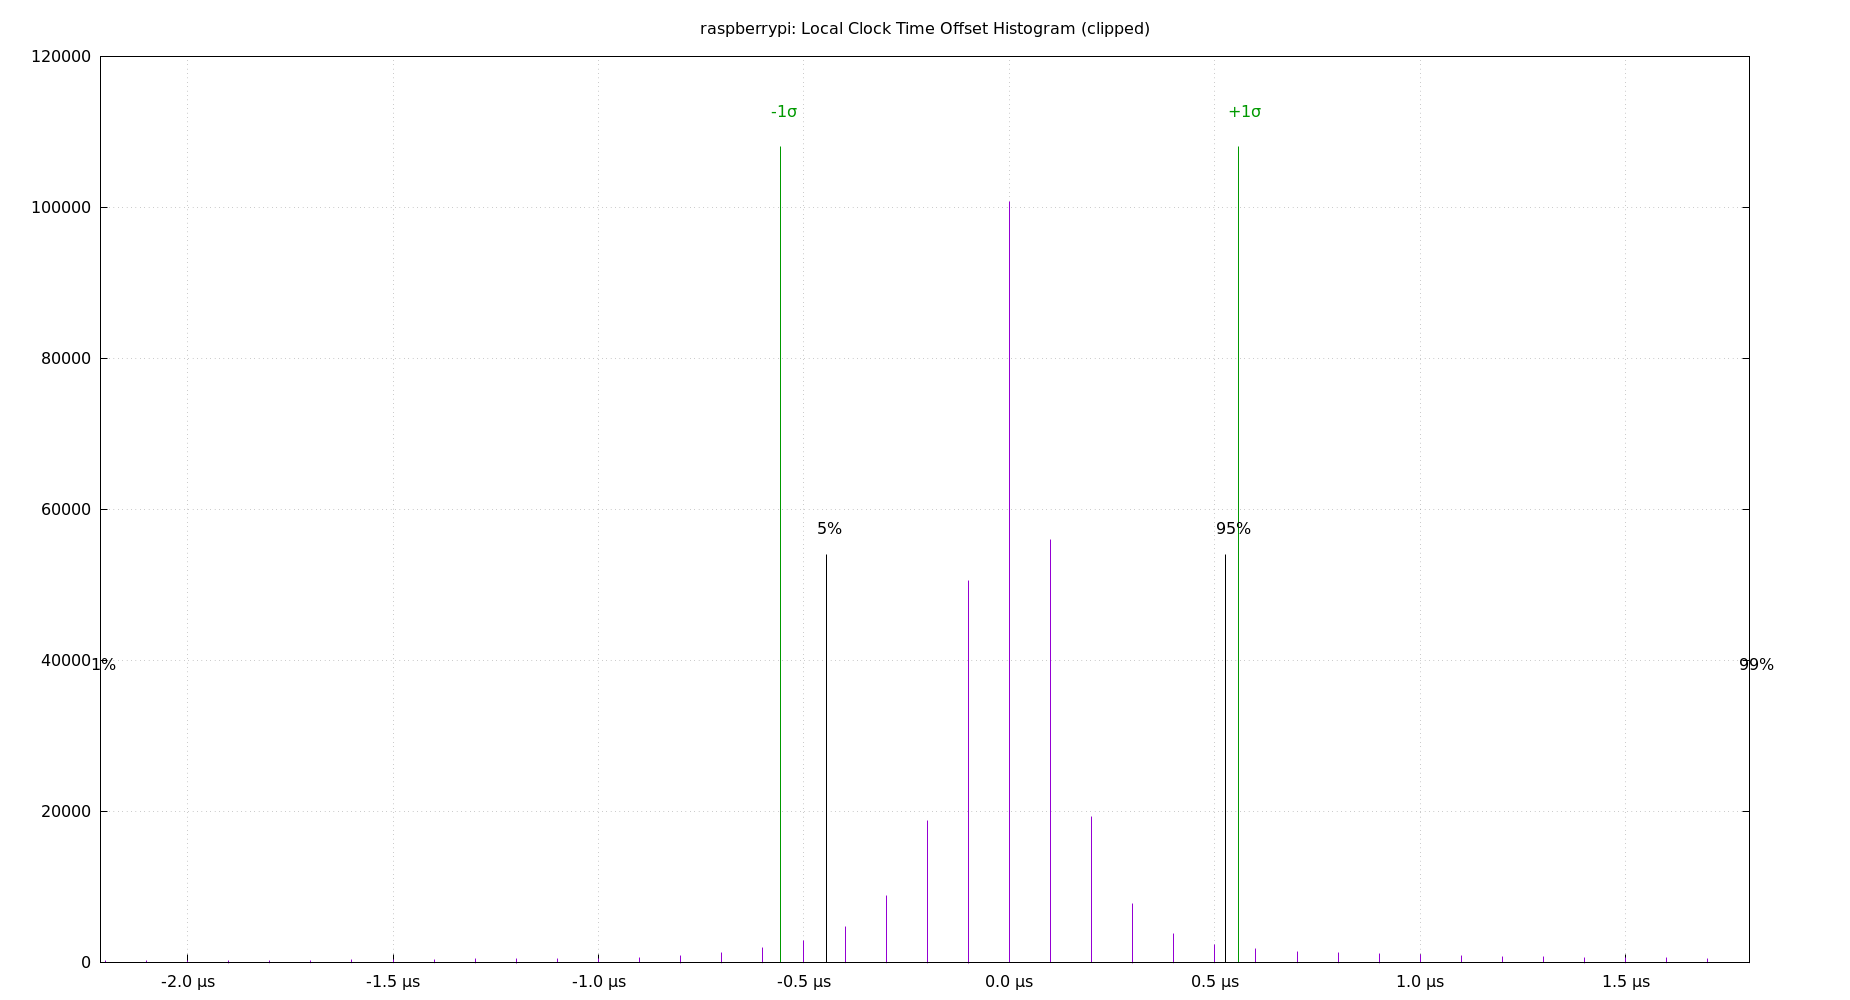 raspberrypi: Local Clock Time Offset Histogram (clipped)
120000
-1σ
+1σ
100000
80000
60000
5%
95%
40000
1%
99%
20000
0
-2.0 μs
-1.5 μs
-1.0 μs
-0.5 μs
0.0 μs
0.5 μs
1.0 μs
1.5 μs